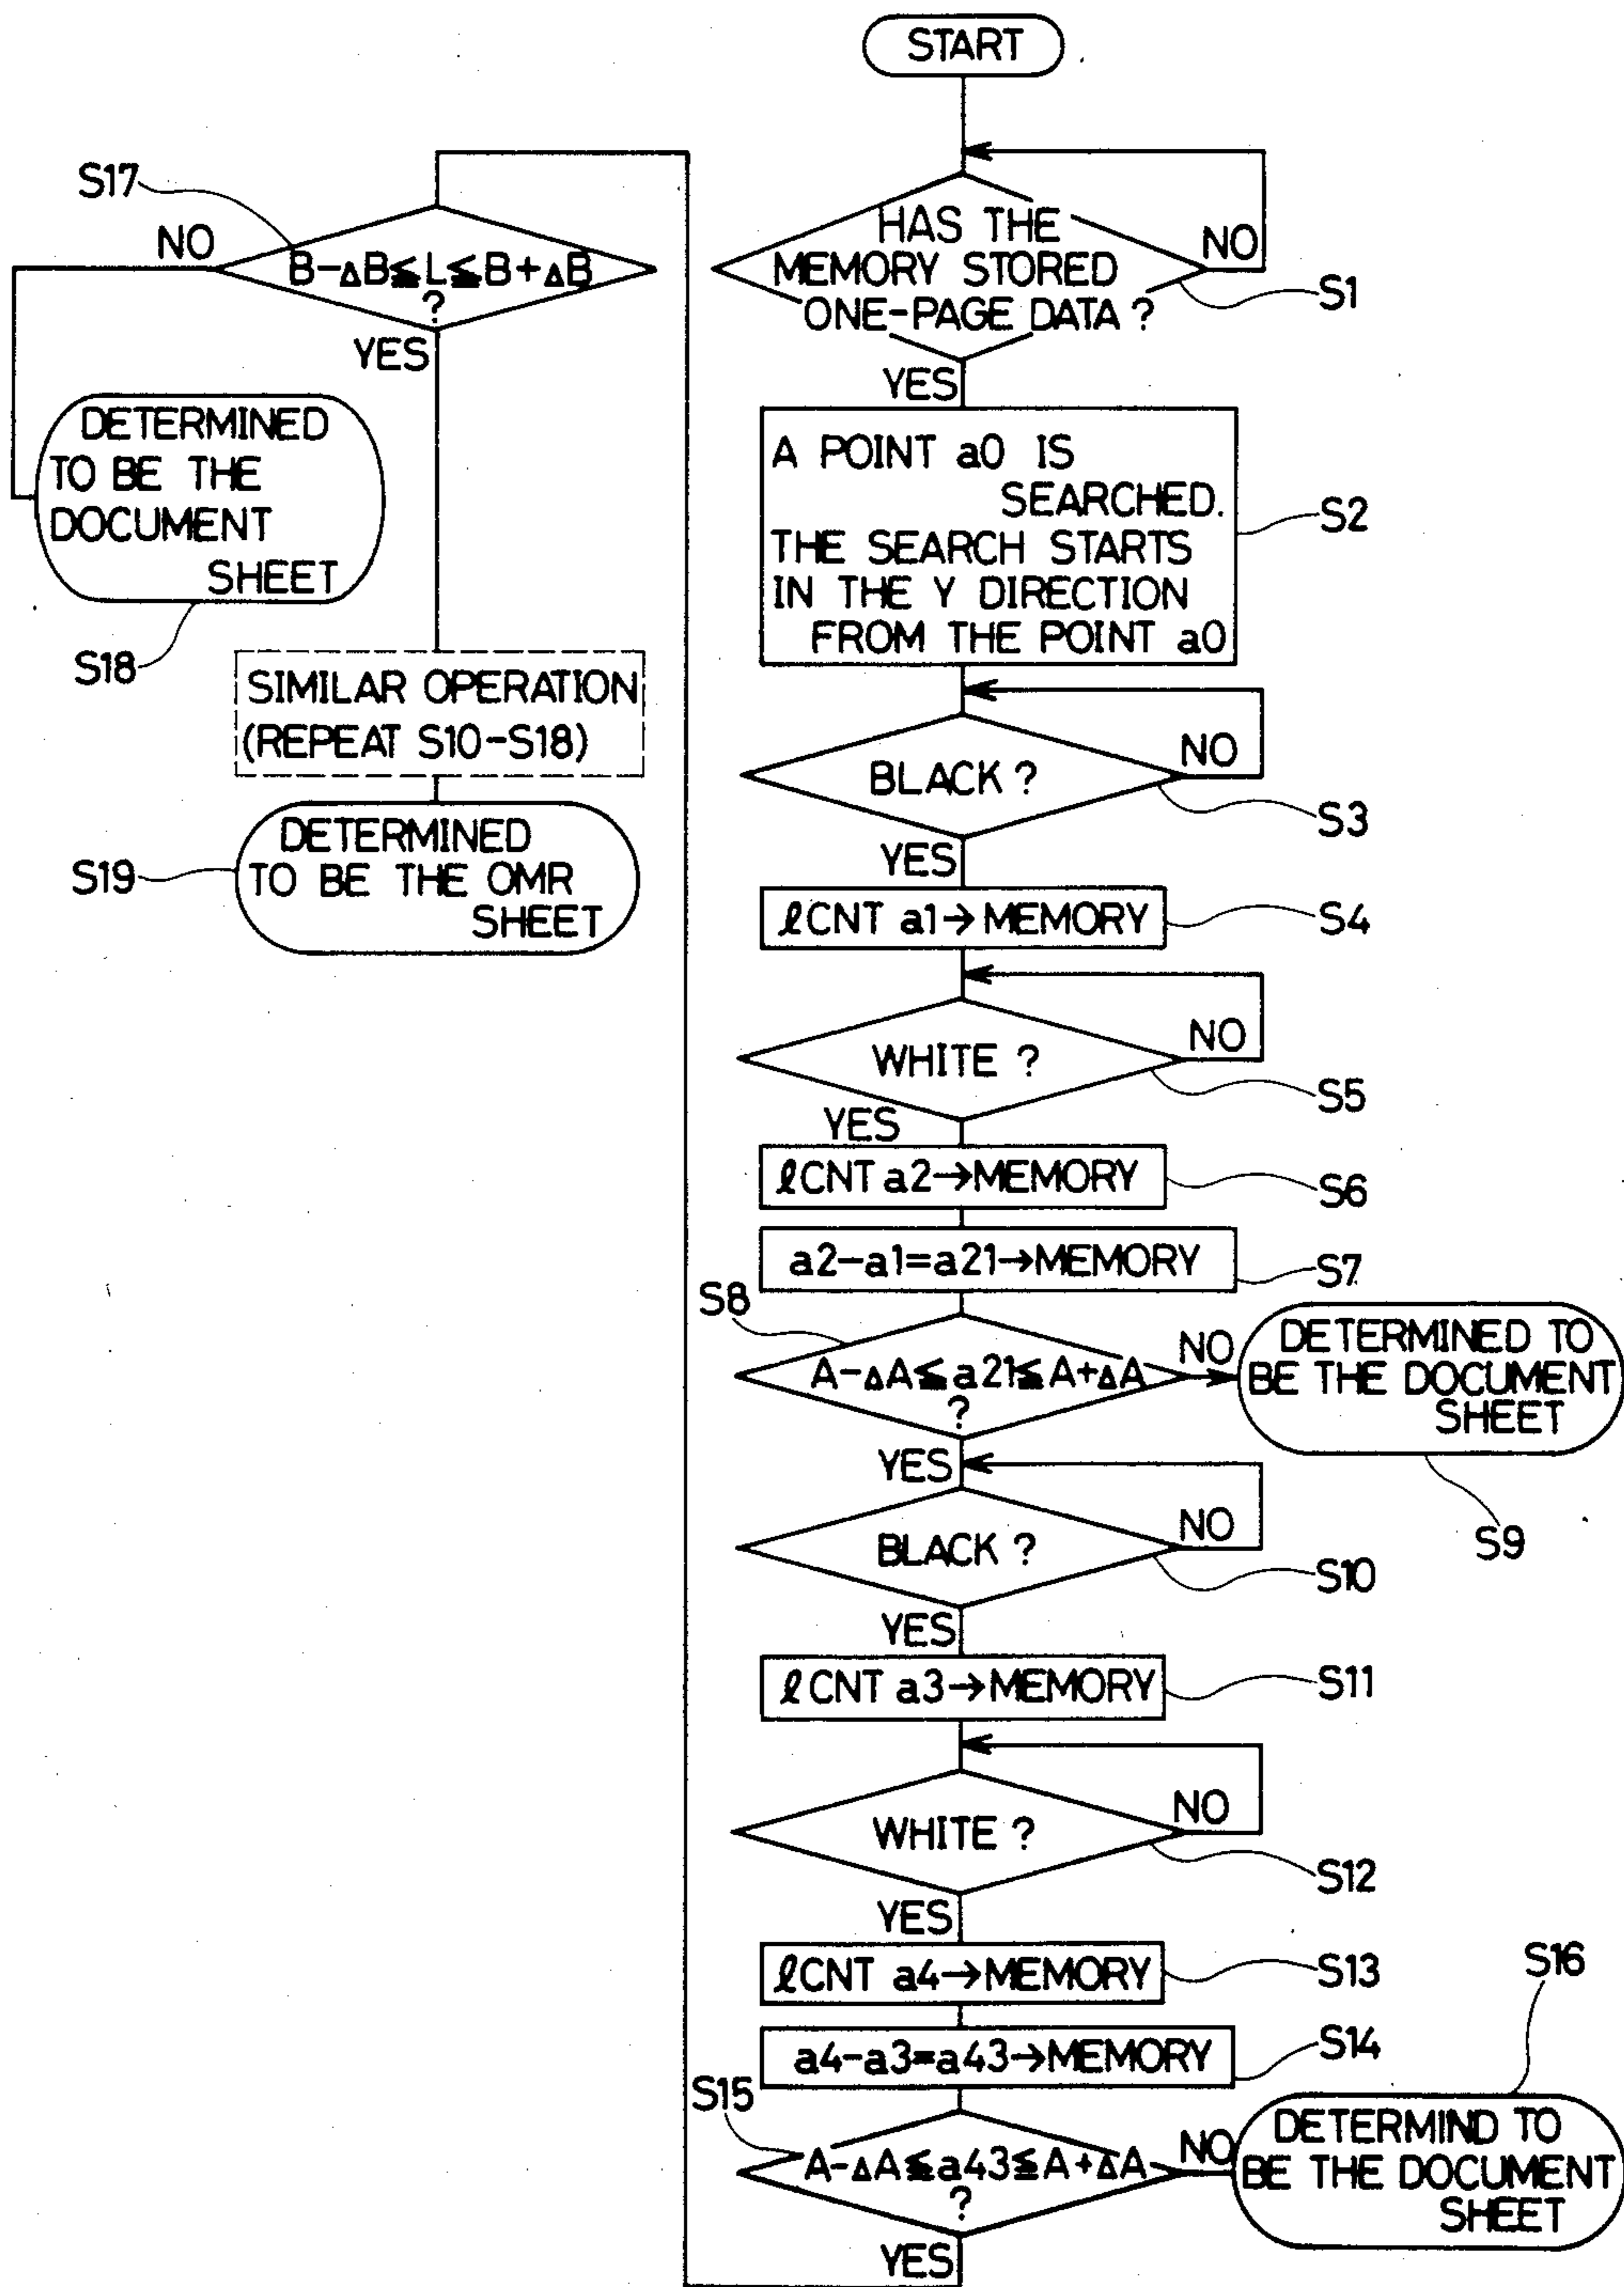 START
HAS THE
MEMORY STORED
ONE-PAGE DATA ?
NO
S1
YES
A POINT a0 IS
SEARCHED.
THE SEARCH STARTS
IN THE Y DIRECTION
FROM THE POINT a0
S2
BLACK ?
NO
S3
YES
ℓCNT a1→MEMORY
S4
WHITE ?
NO
S5
YES
ℓCNT a2→MEMORY
S6
a2-a1=a21→MEMORY
S7
S8
A-ΔA≦a21≦A+ΔA
?
NO
DETERMINED TO
BE THE DOCUMENT
SHEET
S9
YES
BLACK ?
NO
S10
YES
ℓCNT a3→MEMORY
S11
WHITE ?
NO
S12
YES
ℓCNT a4→MEMORY
S13
a4-a3=a43→MEMORY
S14
S15
A-ΔA≦a43≦A+ΔA
?
NO
DETERMIND TO
BE THE DOCUMENT
SHEET
S16
YES
S17
B-ΔB≦L≦B+ΔB
?
NO
DETERMINED
TO BE THE
DOCUMENT
SHEET
S18
YES
SIMILAR OPERATION
(REPEAT S10-S18)
DETERMINED
TO BE THE OMR
SHEET
S19